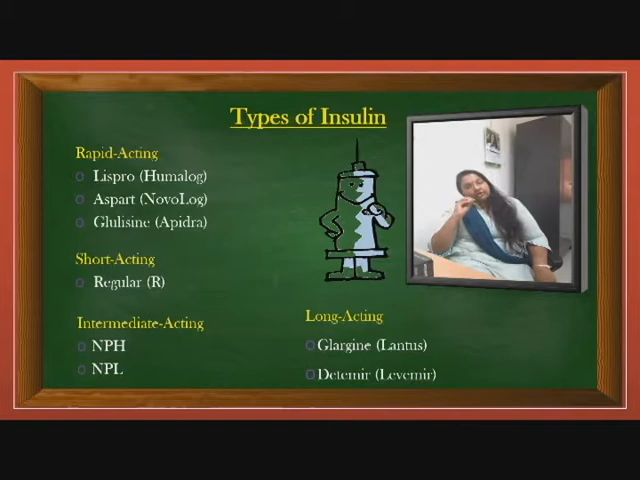 Types of Insulin
Rapid-Acting
Lispro (Humalog)
Aspart (NovoLog)
Glulisine (Apidra)
Short-Acting
Regular (R)
Intermediate-Acting
NPH
NPL
Long-Acting
Glargine (Lantus)
Detemir (Levemir)